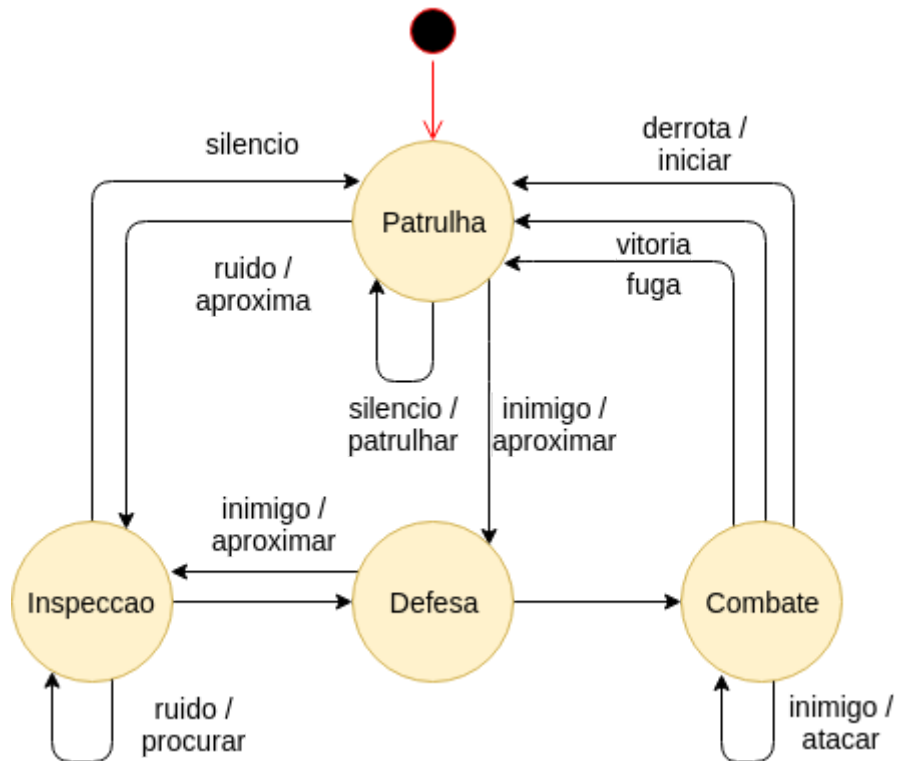 silencio
derrota /
iniciar
Patrulha
vitoria
fuga
ruido /
aproxima
silencio /
patrulhar
inimigo /
aproximar
inimigo /
aproximar
Inspeccao
Defesa
Combate
ruido /
procurar
inimigo /
atacar